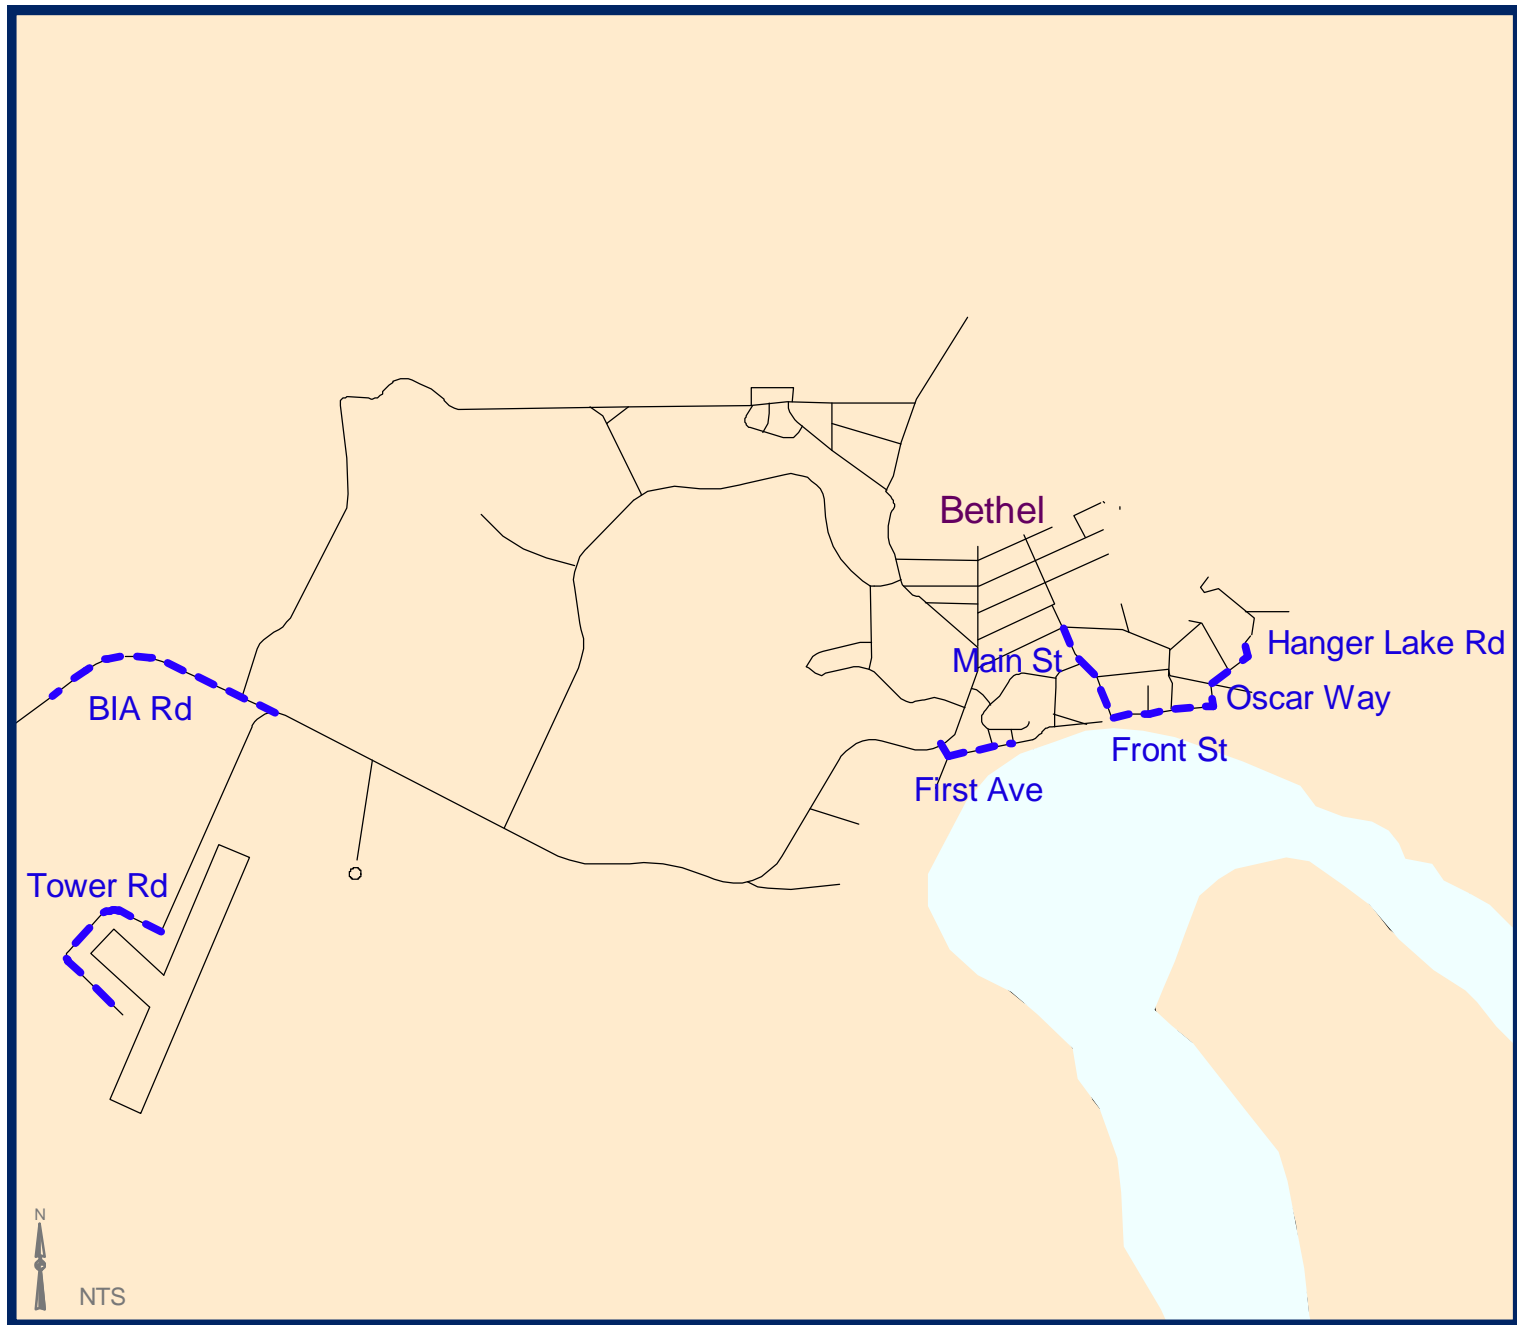 Bethel
Hanger Lake Rd
Main St
Oscar Way
BIA Rd
Front St
First Ave
Tower Rd
N
NTS